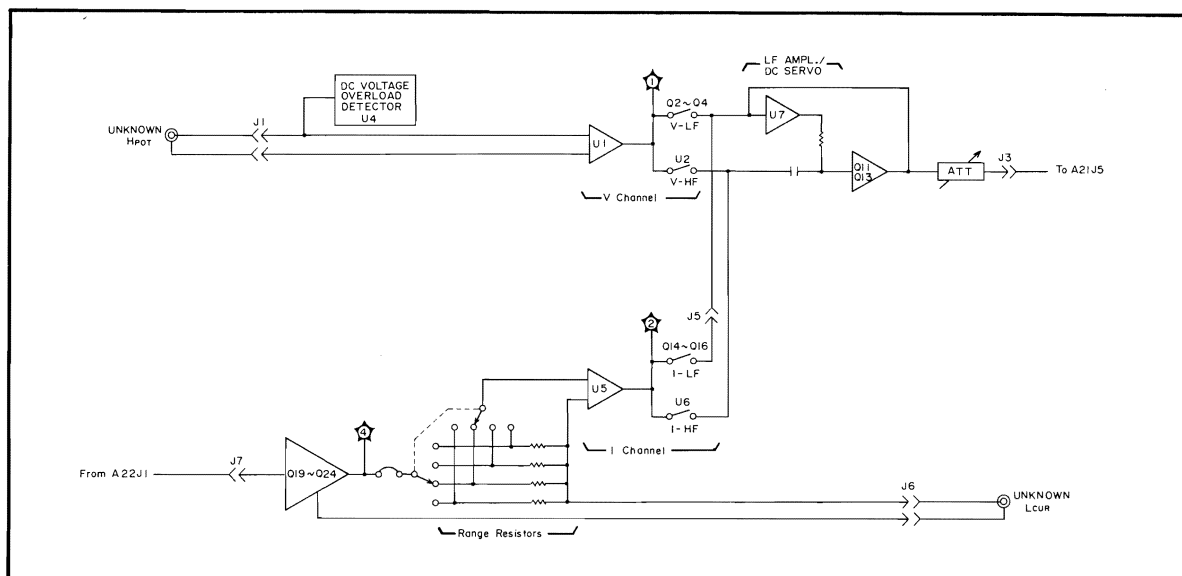 DC VOLTAGE
OVERLOAD
DETECTOR
U4
UNKNOWN
HPOT
J1
U1
1
Q2~Q4
V-LF
U2
V-HF
V Channel
LF AMPL./
DC SERVO
U7
Q11
Q13
ATT
J3
To A21J5
J5
2
Q14~Q16
I-LF
U5
U6
I-HF
I Channel
From A22J1
J7
Q19~Q24
4
Range Resistors
J6
UNKNOWN
LCUR